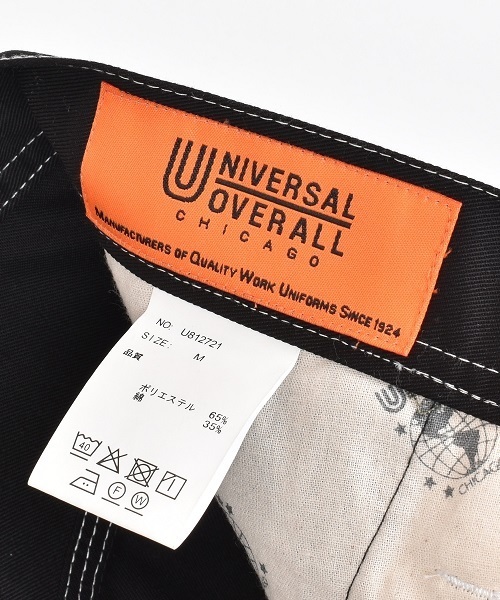 UNIVERSAL
OVERALL
CHICAGO
MANUFACTURERS OF QUALITY WORK UNIFORMS SINCE 1924
NO: U812721
SIZE: M
品質
ポリエステル 65%
綿 35%
40
F W
U
CHICAGO